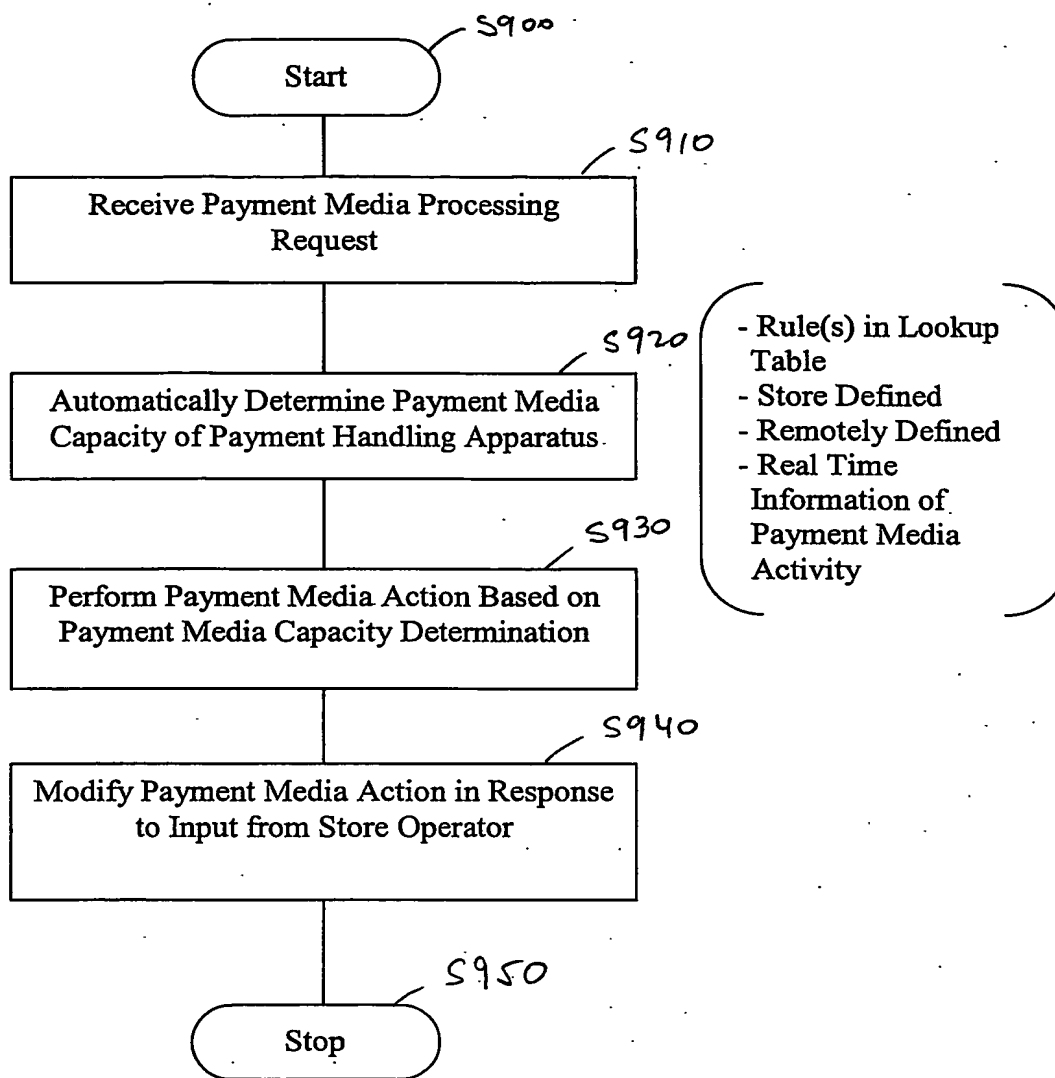 S900
Start
S910
Receive Payment Media Processing
Request
S920
Automatically Determine Payment Media
Capacity of Payment Handling Apparatus
- Rule(s) in Lookup
Table
- Store Defined
- Remotely Defined
- Real Time
Information of
Payment Media
Activity
S930
Perform Payment Media Action Based on
Payment Media Capacity Determination
S940
Modify Payment Media Action in Response
to Input from Store Operator
S950
Stop